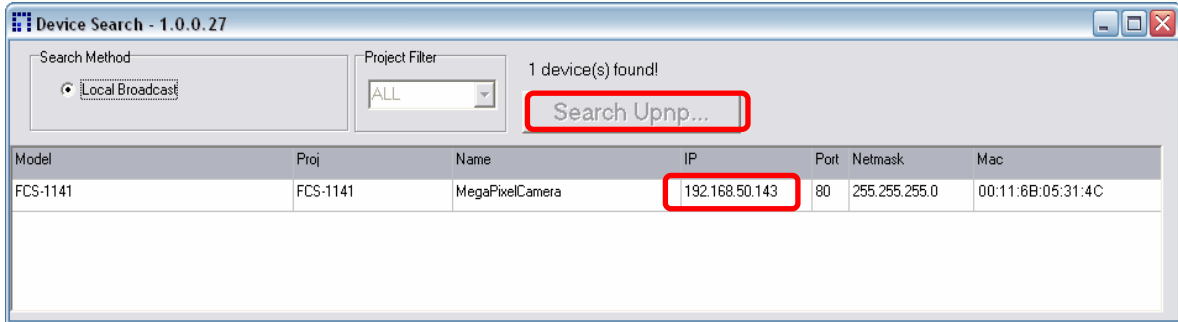 Device Search - 1.0.0.27
Search Method
Local Broadcast
Project Filter
ALL
1 device(s) found!
Search Upnp...
Model Proj Name IP Port Netmask Mac
FCS-1141 FCS-1141 MegaPixelCamera 192.168.50.143 80 255.255.255.0 00:11:6B:05:31:4C